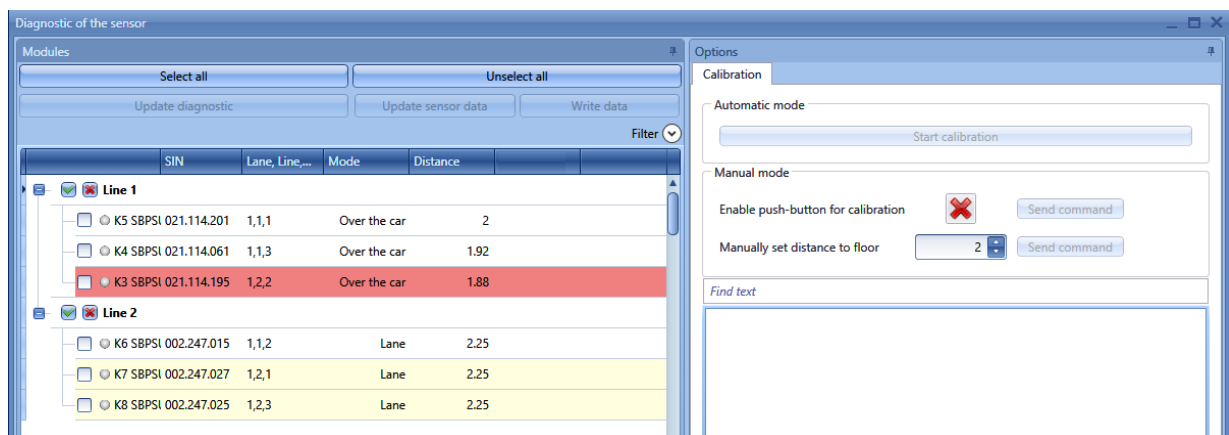 Diagnostic of the sensor
Modules
Select all
Unselect all
Update diagnostic
Update sensor data
Write data
Filter
SIN
Lane, Line,...
Mode
Distance
Line 1
K5 SBPSU 021.114.201 1,1,1 Over the car 2
K4 SBPSU 021.114.061 1,1,3 Over the car 1.92
K3 SBPSU 021.114.195 1,2,2 Over the car 1.88
Line 2
K6 SBPSU 002.247.015 1,1,2 Lane 2.25
K7 SBPSU 002.247.027 1,2,1 Lane 2.25
K8 SBPSU 002.247.025 1,2,3 Lane 2.25
Options
Calibration
Automatic mode
Start calibration
Manual mode
Enable push-button for calibration
Send command
Manually set distance to floor
2
Send command
Find text